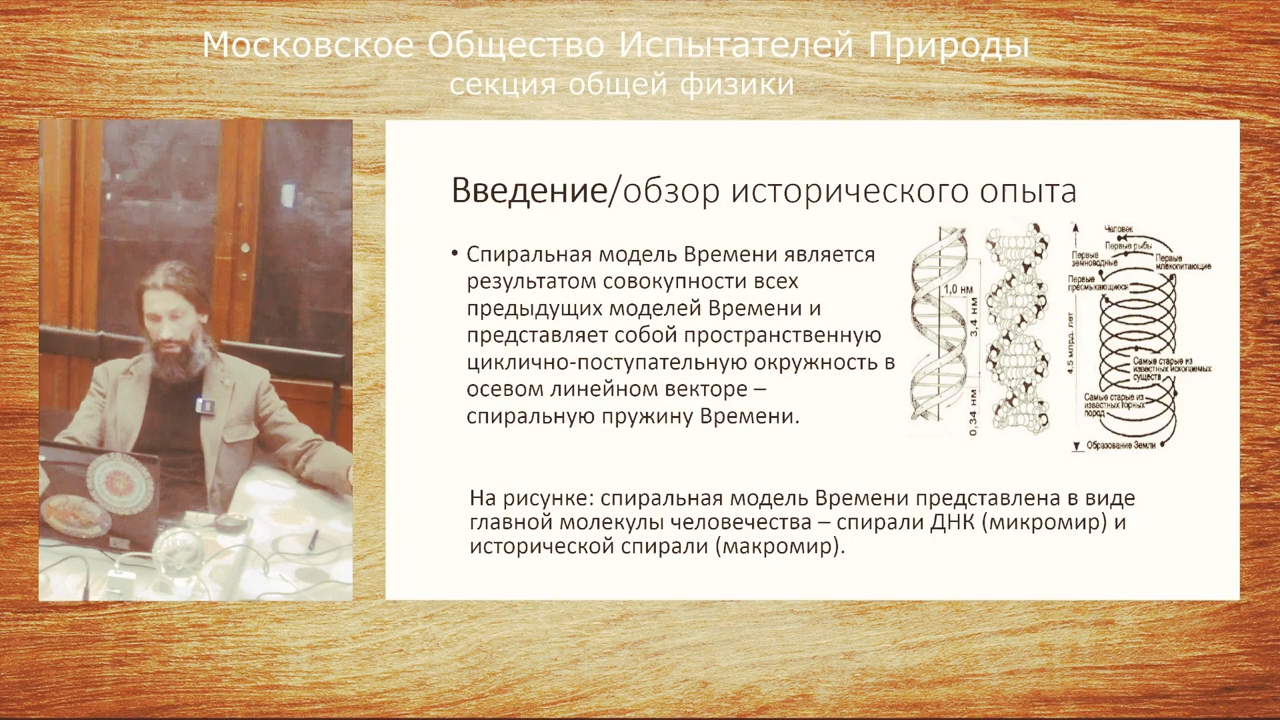 Московское Общество Испытателей Природы
секция общей физики
Введение/обзор исторического опыта
• Спиральная модель Времени является
результатом совокупности всех
предыдущих моделей Времени и
представляет собой пространственную
циклично-поступательную окружность в
осевом линейном векторе –
спиральную пружину Времени.
1,0 нм
3,4 нм
0,34 нм
4,5 млрд. лет
Человек
Первые рыбы
Первые
земноводные
Первые
млекопитающие
Первые
пресмыкающиеся
Самые старые из
известных ископаемых
существ
Самые старые из
известных горных
пород
Образование Земли
На рисунке: спиральная модель Времени представлена в виде
главной молекулы человечества – спирали ДНК (микромир) и
исторической спирали (макромир).